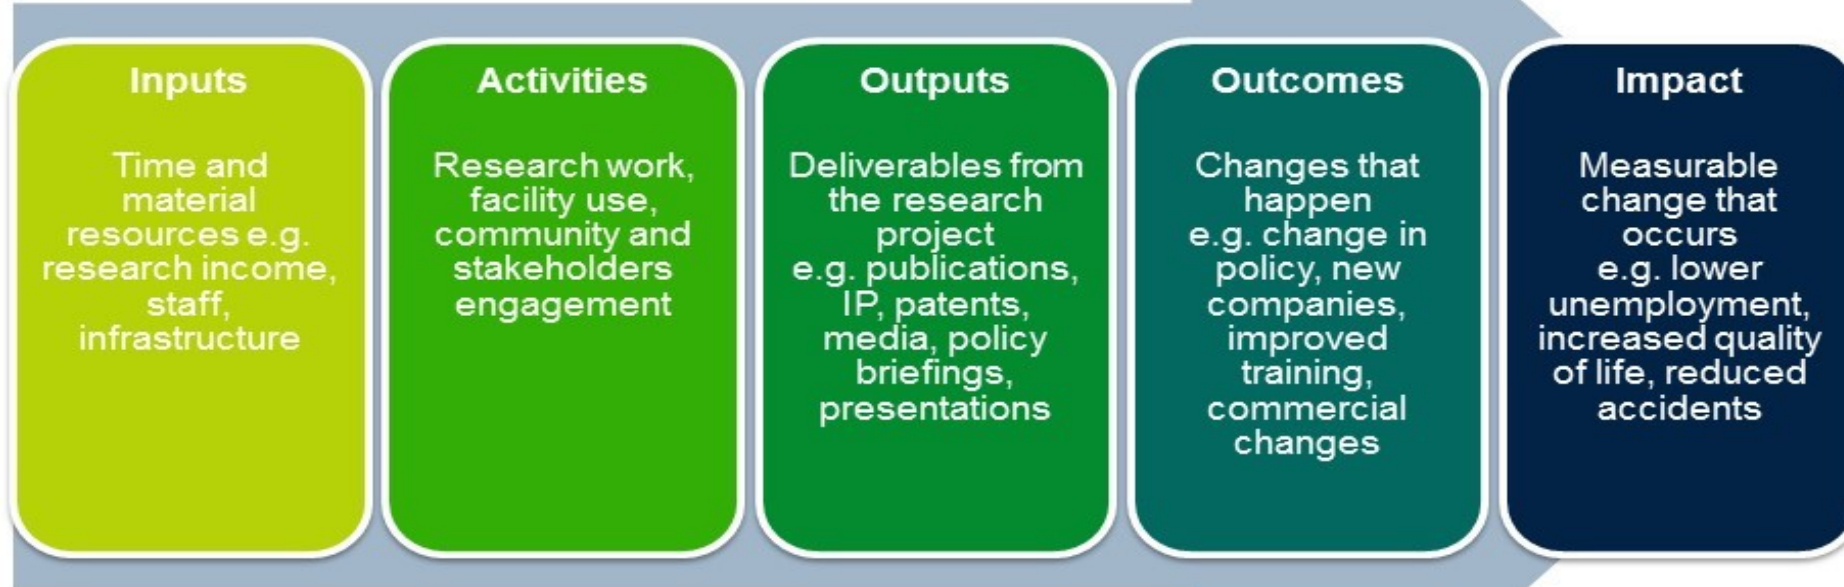 Inputs
Time and
material
resources e.g.
research income,
staff,
infrastructure
Activities
Research work,
facility use,
community and
stakeholders
engagement
Outputs
Deliverables from
the research
project
e.g. publications,
IP, patents,
media, policy
briefings,
presentations
Outcomes
Changes that
happen
e.g. change in
policy, new
companies,
improved
training,
commercial
changes
Impact
Measurable
change that
occurs
e.g. lower
unemployment,
increased quality
of life, reduced
accidents